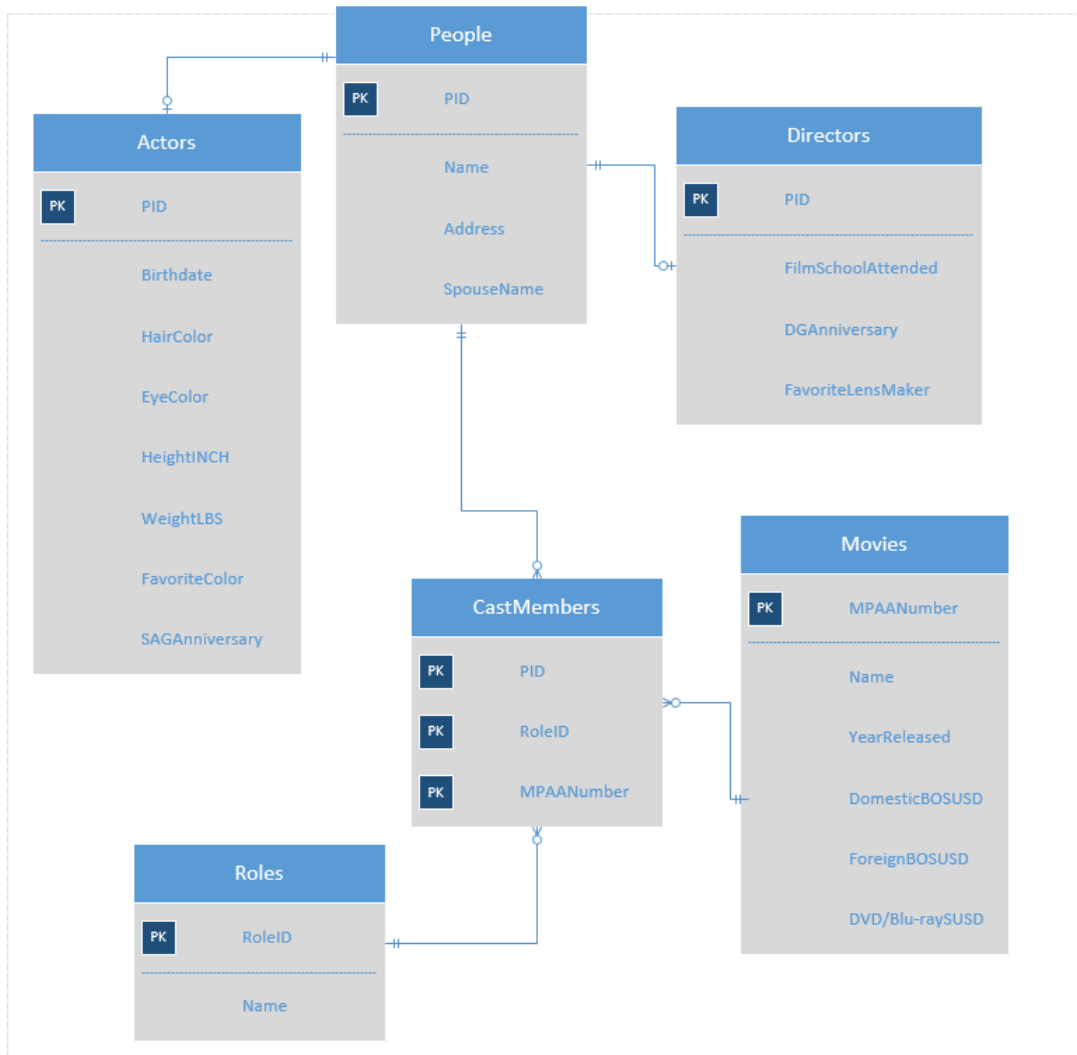 People
PK PID
Name
Address
SpouseName
Actors
PK PID
Birthdate
HairColor
EyeColor
HeightINCH
WeightLBS
FavoriteColor
SAGAnniversary
Directors
PK PID
FilmSchoolAttended
DGAnniversary
FavoriteLensMaker
CastMembers
PK PID
PK RoleID
PK MPAANumber
Movies
PK MPAANumber
Name
YearReleased
DomesticBOSUSD
ForeignBOSUSD
DVD/Blu-raySUSD
Roles
PK RoleID
Name